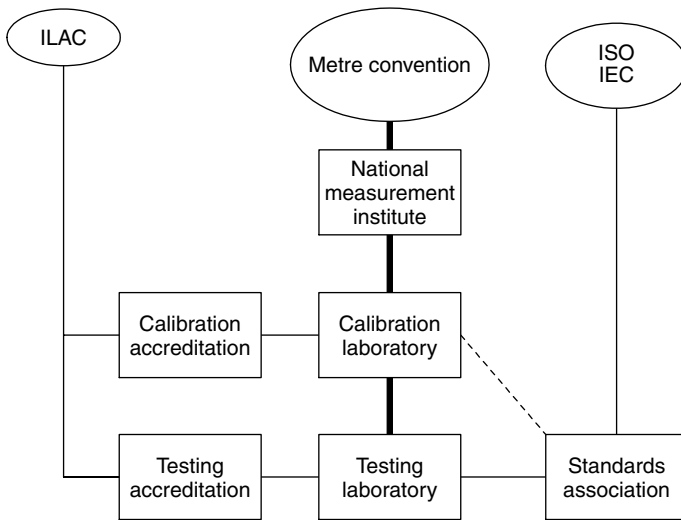 ILAC
Metre convention
ISO
IEC
National
measurement
institute
Calibration
accreditation
Calibration
laboratory
Testing
accreditation
Testing
laboratory
Standards
association